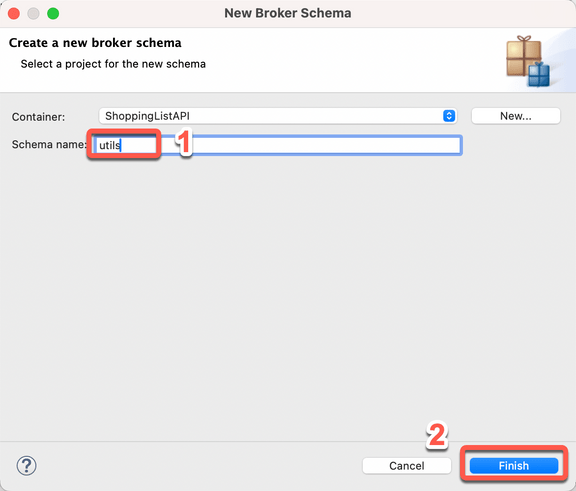 New Broker Schema
Create a new broker schema
Select a project for the new schema
Container: ShoppingListAPI New...
Schema name: utils 1
2
? Cancel Finish